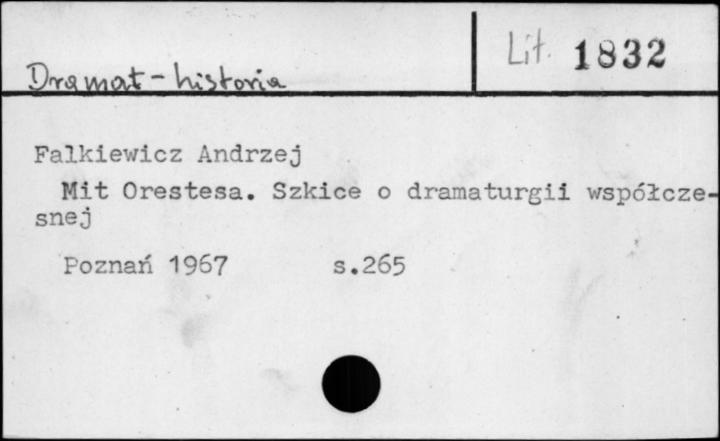 Lit. 1832
Dramat - historia
Falkiewicz Andrzej
Mit Orestesa. Szkice o dramaturgii współcze-
snej
Poznań 1967 s.265